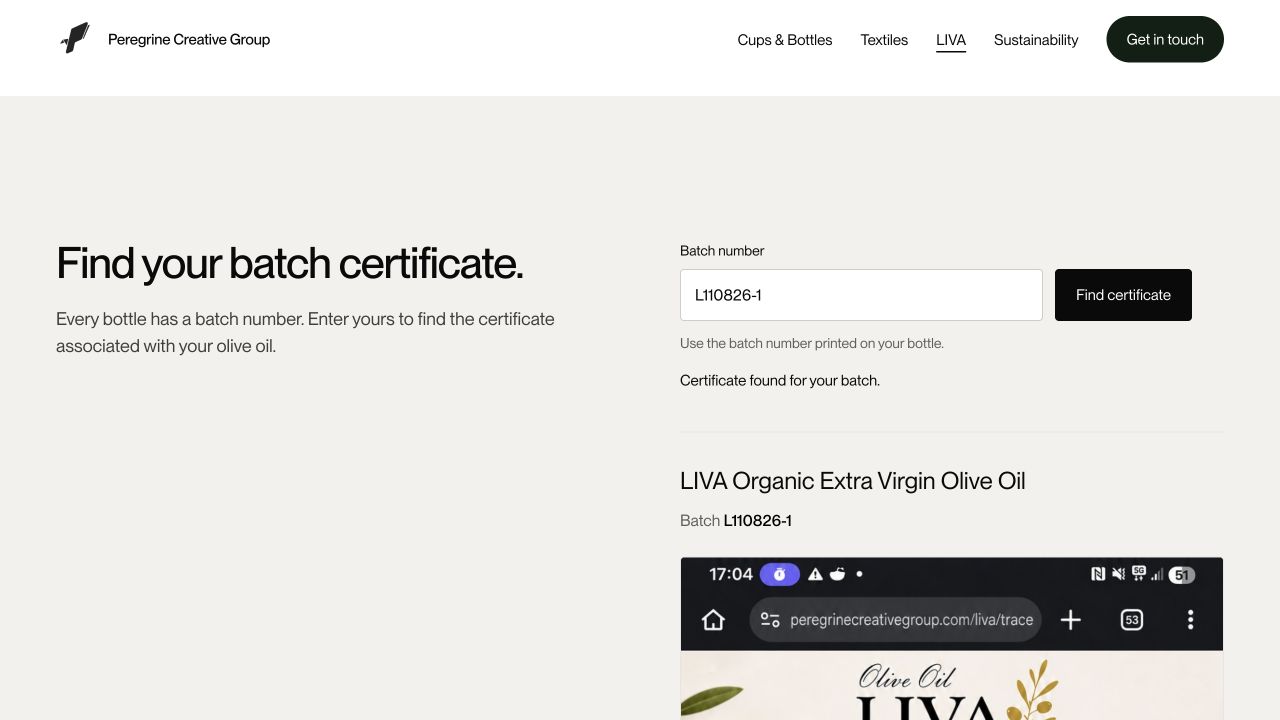 Peregrine Creative Group
Cups & Bottles
Textiles
LIVA
Sustainability
Get in touch
Find your batch certificate.
Every bottle has a batch number. Enter yours to find the certificate
associated with your olive oil.
Batch number
L110826-1
Find certificate
Use the batch number printed on your bottle.
Certificate found for your batch.
LIVA Organic Extra Virgin Olive Oil
Batch L110826-1
17:04
5G
51
peregrinecreativegroup.com/liva/trace
53
Olive Oil
LIVA